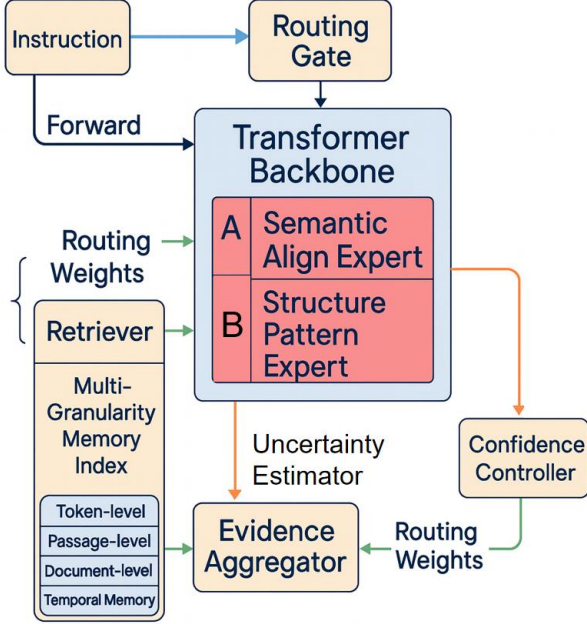 Instruction
Routing
Gate
Forward
Transformer
Backbone
A
Semantic
Align Expert
B
Structure
Pattern
Expert
Routing
Weights
Retriever
Multi-
Granularity
Memory
Index
Token-level
Passage-level
Document-level
Temporal Memory
Uncertainty
Estimator
Evidence
Aggregator
Confidence
Controller
Routing
Weights